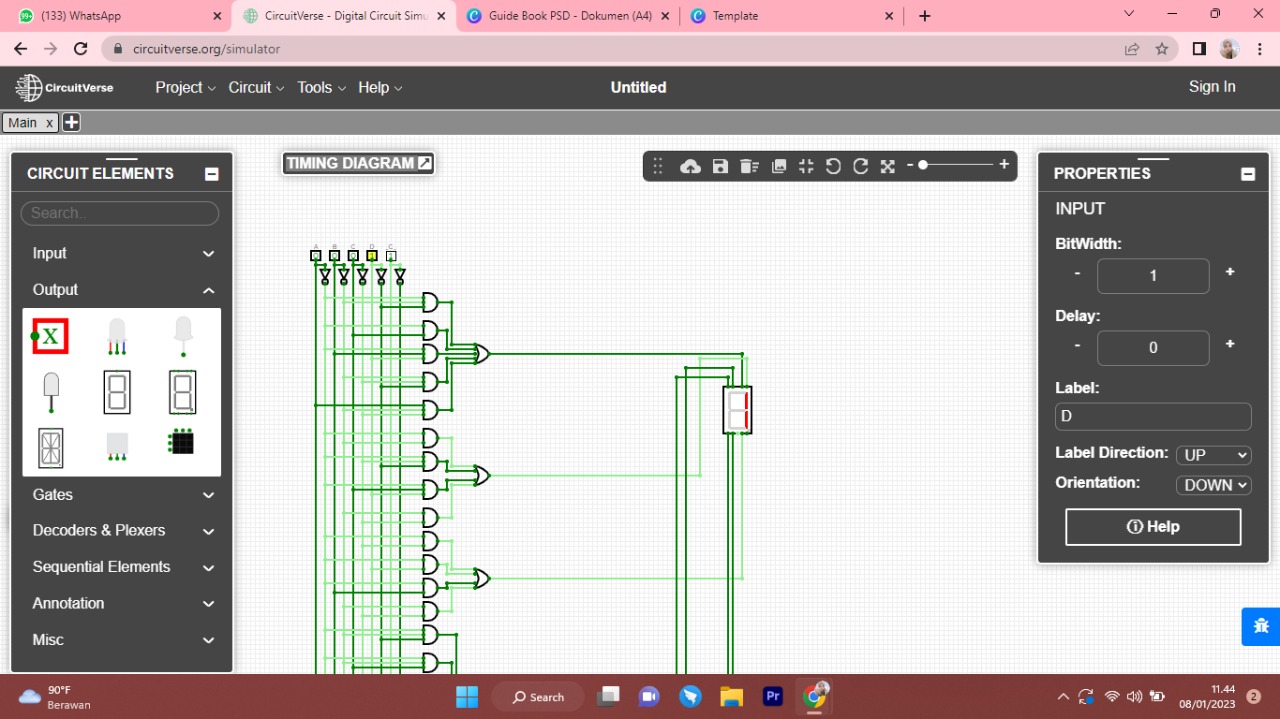 (133) WhatsApp
CircuitVerse - Digital Circuit Simu
Guide Book PSD - Dokumen (A4)
Template
circuitverse.org/simulator
CircuitVerse
Project
Circuit
Tools
Help
Untitled
Sign In
Main x
CIRCUIT ELEMENTS
Search..
Input
Output
X
Gates
Decoders & Plexers
Sequential Elements
Annotation
Misc
TIMING DIAGRAM
A B C D C
PROPERTIES
INPUT
BitWidth:
- 1 +
Delay:
- 0 +
Label:
D
Label Direction: UP
Orientation: DOWN
Help
90°F
Berawan
Search
Pr
11.44
08/01/2023
2